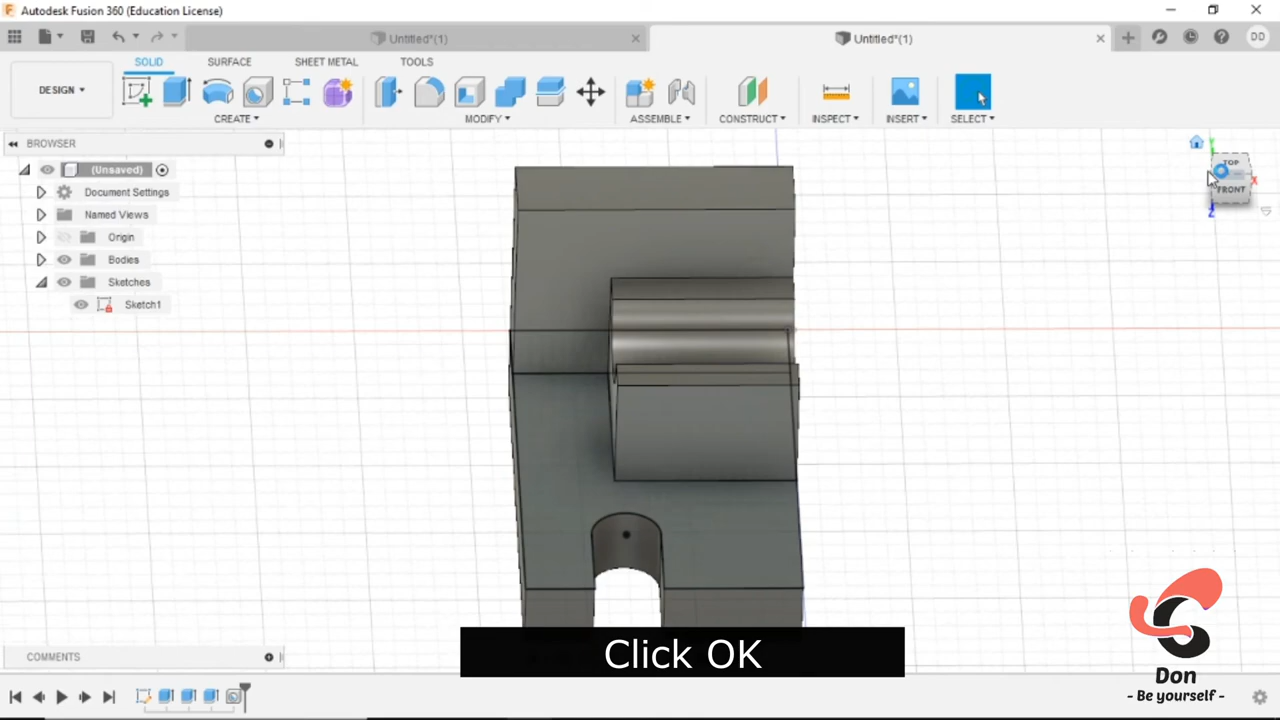 Autodesk Fusion 360 (Education License)
Untitled*(1)
Untitled*(1)
DD
DESIGN
SOLID
SURFACE
SHEET METAL
TOOLS
CREATE
MODIFY
ASSEMBLE
CONSTRUCT
INSPECT
INSERT
SELECT
BROWSER
(Unsaved)
Document Settings
Named Views
Origin
Bodies
Sketches
Sketch1
Y
TOP
X
FRONT
Z
COMMENTS
Click OK
Don
- Be yourself -